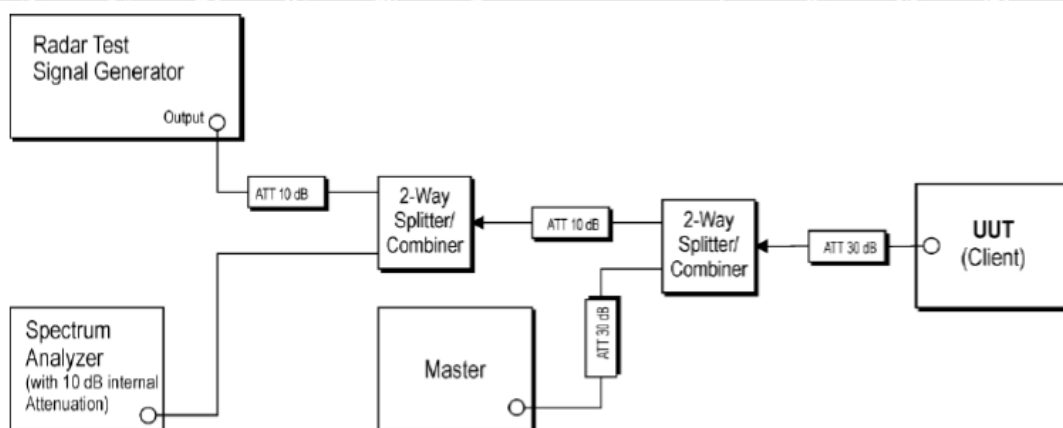 Radar Test
Signal Generator
Output
ATT 10 dB
2-Way
Splitter/
Combiner
ATT 10 dB
2-Way
Splitter/
Combiner
ATT 30 dB
UUT
(Client)
ATT 30 dB
Spectrum
Analyzer
(with 10 dB internal
Attenuation)
Master